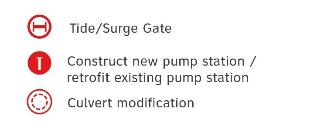 Tide/Surge Gate
Construct new pump station /
retrofit existing pump station
Culvert modification